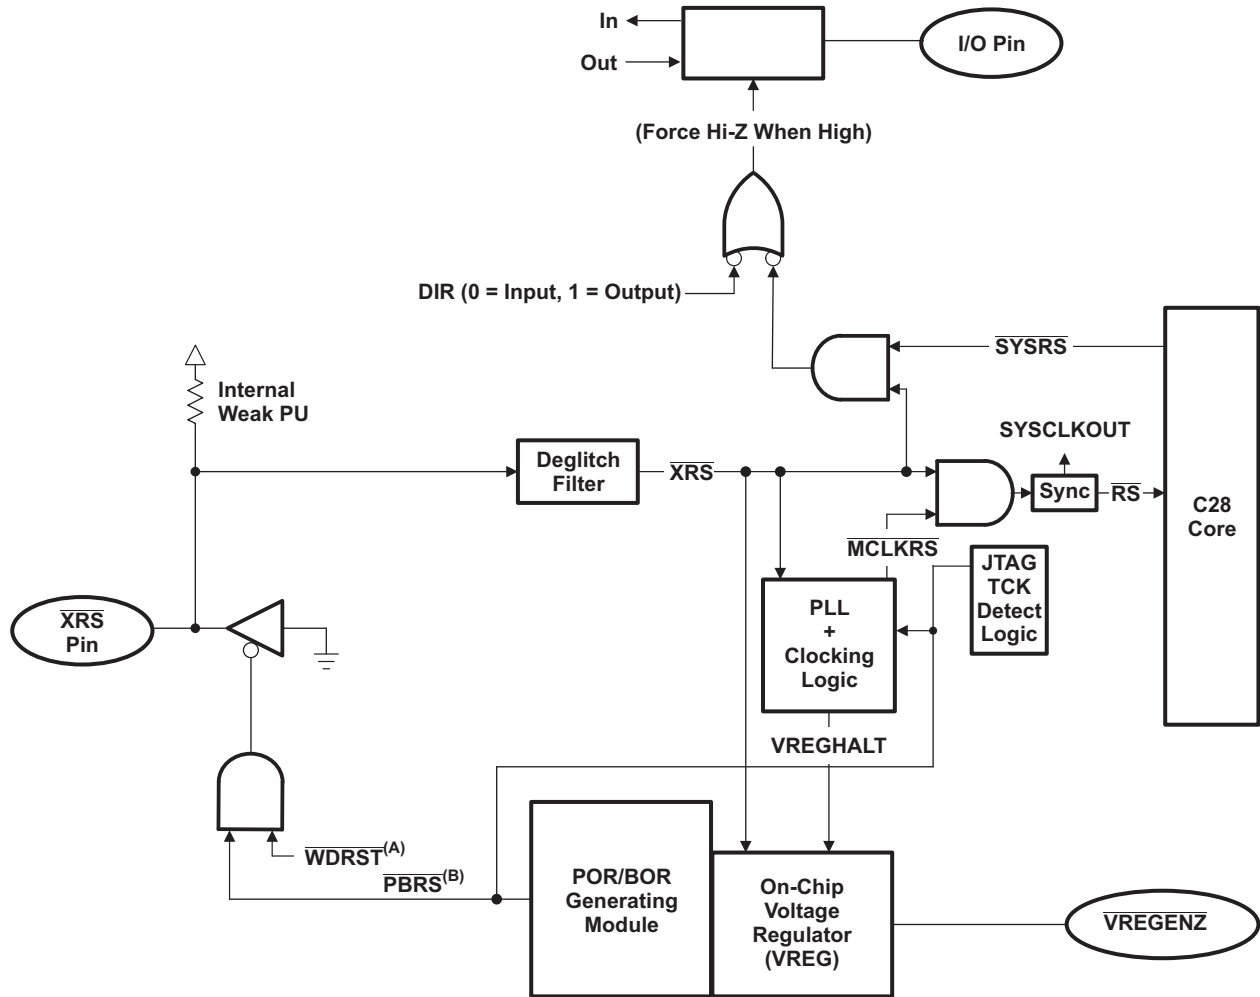 In
Out
I/O Pin
(Force Hi-Z When High)
DIR (0 = Input, 1 = Output)
SYSRS
Internal
Weak PU
SYSCLKOUT
Deglitch
Filter
XRS
Sync
RS
C28
Core
MCLKRS
JTAG
TCK
Detect
Logic
XRS
Pin
PLL
+
Clocking
Logic
VREGHALT
WDRST(A)
PBRS(B)
POR/BOR
Generating
Module
On-Chip
Voltage
Regulator
(VREG)
VREGENZ